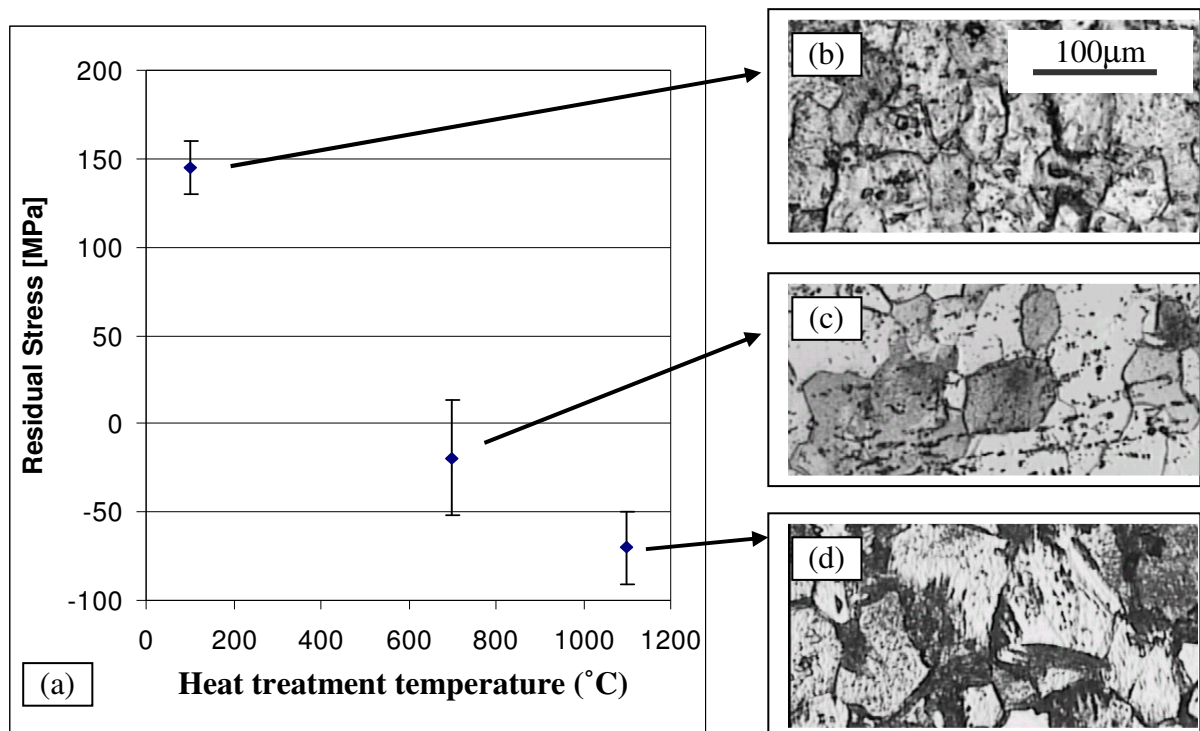 200
150
100
50
0
-50
-100
Residual Stress [MPa]
0 200 400 600 800 1000 1200
Heat treatment temperature (˚C)
(a)
(b)
100μm
(c)
(d)